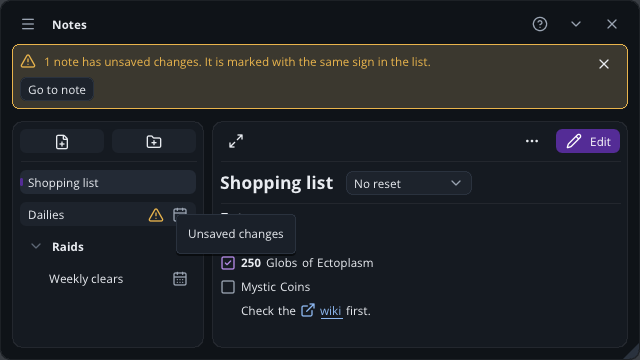 Notes
1 note has unsaved changes. It is marked with the same sign in the list.
Go to note
Edit
Shopping list
Dailies
Raids
Weekly clears
Shopping list
No reset
Unsaved changes
250 Globs of Ectoplasm
Mystic Coins
Check the wiki first.